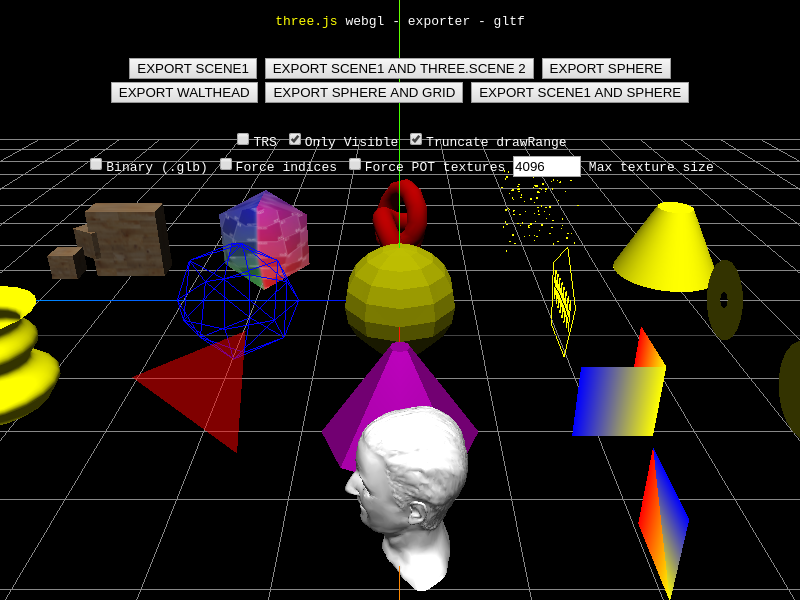 three.js webgl - exporter - gltf
EXPORT SCENE1 EXPORT SCENE1 AND THREE.SCENE 2 EXPORT SPHERE
EXPORT WALTHEAD EXPORT SPHERE AND GRID EXPORT SCENE1 AND SPHERE
TRS Only Visible Truncate drawRange
Binary (.glb) Force indices Force POT textures 4096 Max texture size